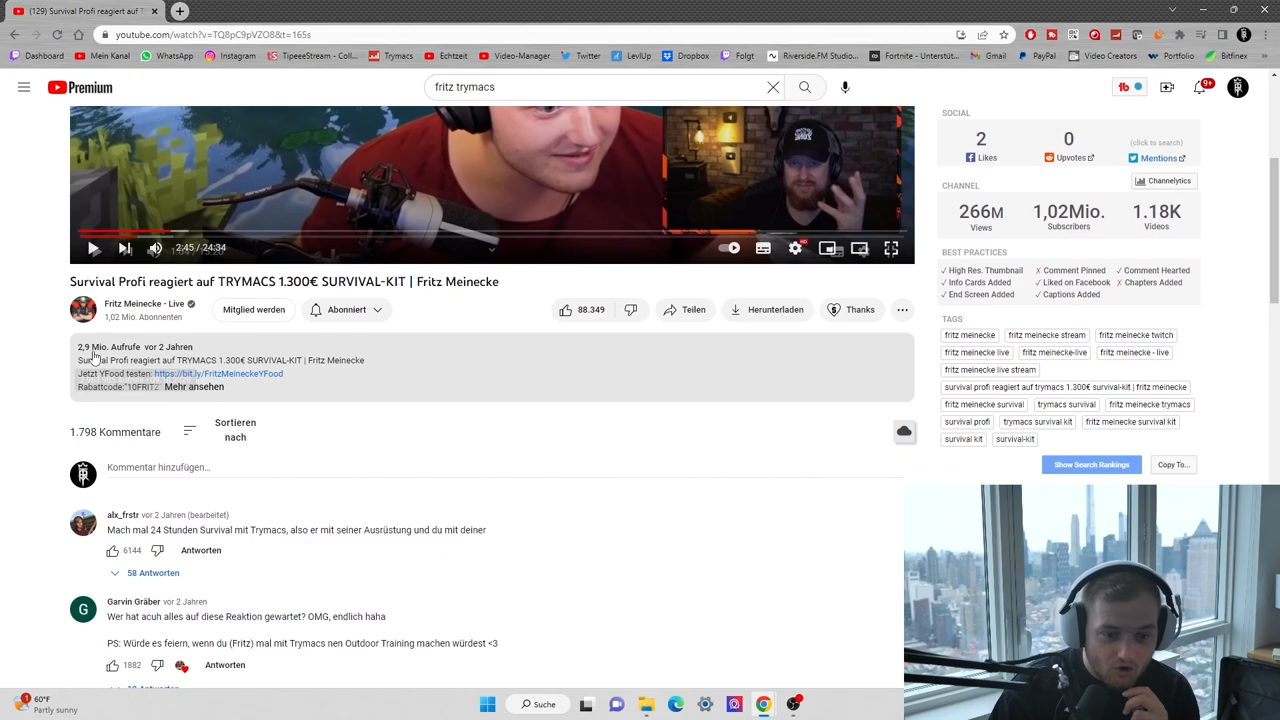 (129) Survival Profi reagiert auf T
youtube.com/watch?v=TQ8pC9pVZO8&t=165s
Dashboard
Mein Kanal
WhatsApp
Instagram
TipeeeStream - Coll...
Trymacs
Echtzeit
Video-Manager
Twitter
LevlUp
Dropbox
Folgt
Riverside.FM Studio...
Fortnite - Unterstüt...
Gmail
PayPal
Video Creators
Portfolio
Bitfinex
Premium
fritz trymacs
9+
2:45 / 24:34
HD
Survival Profi reagiert auf TRYMACS 1.300€ SURVIVAL-KIT | Fritz Meinecke
Fritz Meinecke - Live
1,02 Mio. Abonnenten
Mitglied werden
Abonniert
88.349
Teilen
Herunterladen
Thanks
2,9 Mio. Aufrufe vor 2 Jahren
Survival Profi reagiert auf TRYMACS 1.300€ SURVIVAL-KIT | Fritz Meinecke
Jetzt YFood testen: https://bit.ly/FritzMeineckeYFood
Rabattcode: "10FRITZ Mehr ansehen
1.798 Kommentare
Sortieren
nach
Kommentar hinzufügen...
alx_frstr vor 2 Jahren (bearbeitet)
Mach mal 24 Stunden Survival mit Trymacs, also er mit seiner Ausrüstung und du mit deiner
6144
Antworten
58 Antworten
G
Garvin Gräber vor 2 Jahren
Wer hat acuh alles auf diese Reaktion gewartet? OMG, endlich haha
PS: Würde es feiern, wenn du (Fritz) mal mit Trymacs nen Outdoor Training machen würdest <3
1882
Antworten
SOCIAL
2
Likes
0
Upvotes
(click to search)
Mentions
CHANNEL
Channelytics
266M
Views
1,02Mio.
Subscribers
1.18K
Videos
BEST PRACTICES
✓ High Res. Thumbnail
✗ Comment Pinned
✓ Comment Hearted
✓ Info Cards Added
✓ Liked on Facebook
✗ Chapters Added
✓ End Screen Added
✓ Captions Added
TAGS
fritz meinecke
fritz meinecke stream
fritz meinecke twitch
fritz meinecke live
fritz meinecke-live
fritz meinecke - live
fritz meinecke live stream
survival profi reagiert auf trymacs 1.300€ survival-kit | fritz meinecke
fritz meinecke survival
trymacs survival
fritz meinecke trymacs
survival profi
trymacs survival kit
fritz meinecke survival kit
survival kit
survival-kit
Show Search Rankings
Copy To...
1
60°F
Partly sunny
Suche